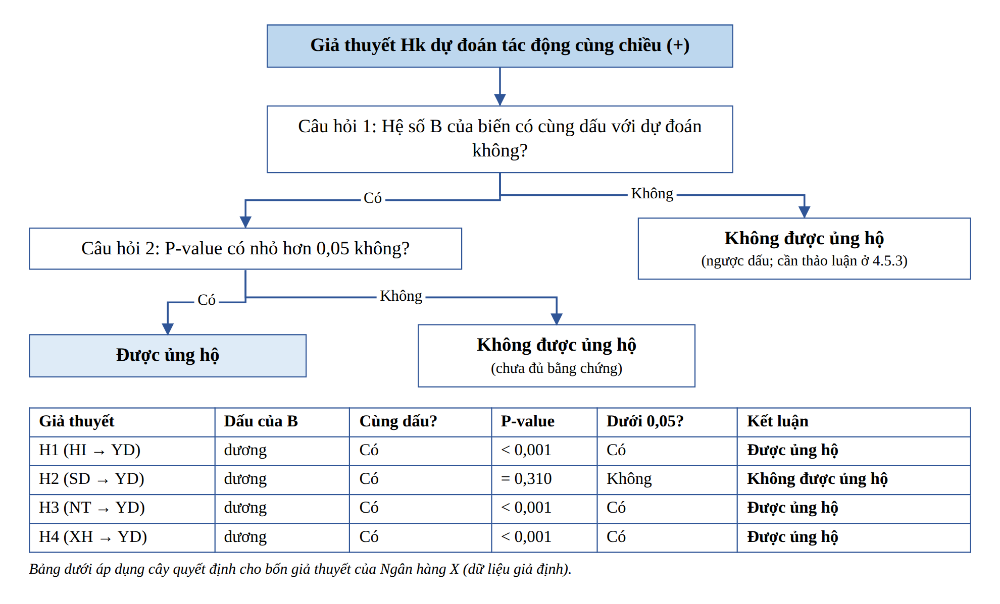 Giả thuyết Hk dự đoán tác động cùng chiều (+)
Câu hỏi 1: Hệ số B của biến có cùng dấu với dự đoán
không?
Có
Không
Câu hỏi 2: P-value có nhỏ hơn 0,05 không?
Không được ủng hộ
(ngược dấu; cần thảo luận ở 4.5.3)
Có
Không
Được ủng hộ
Không được ủng hộ
(chưa đủ bằng chứng)
Giả thuyết Dấu của B Cùng dấu? P-value Dưới 0,05? Kết luận
H1 (HI → YD) dương Có < 0,001 Có Được ủng hộ
H2 (SD → YD) dương Có = 0,310 Không Không được ủng hộ
H3 (NT → YD) dương Có < 0,001 Có Được ủng hộ
H4 (XH → YD) dương Có < 0,001 Có Được ủng hộ
Bảng dưới áp dụng cây quyết định cho bốn giả thuyết của Ngân hàng X (dữ liệu giả định).